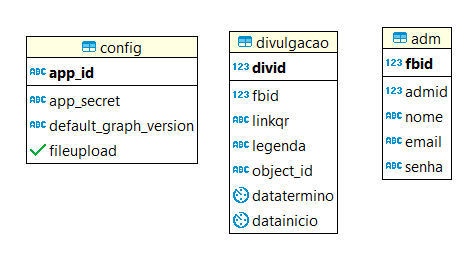 config
ABC app_id
ABC app_secret
ABC default_graph_version
fileupload
divulgacao
123 divid
123 fbid
ABC linkqr
ABC legenda
ABC object_id
datatermino
datainicio
adm
123 fbid
123 admid
ABC nome
ABC email
ABC senha